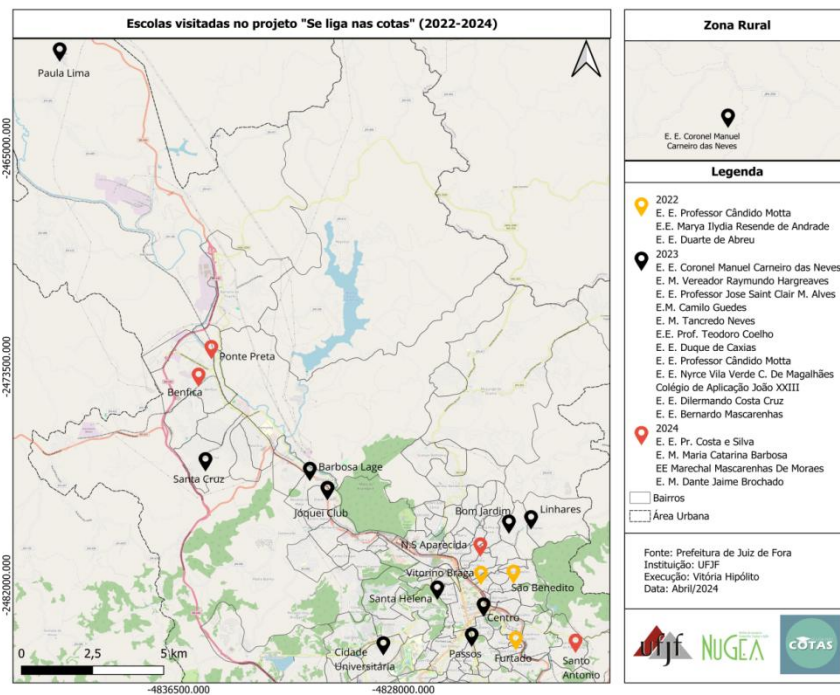 Escolas visitadas no projeto "Se liga nas cotas" (2022-2024)
Paula Lima
-2465000.000
-2473500.000
-2482000.000
Ponte Preta
Benfica
Santa Cruz
Barbosa Lage
Jóquei Club
Bom Jardim
Linhares
N.S Aparecida
Vitorino Braga
São Benedito
Santa Helena
Centro
Cidade
Universitária
Passos
Furtado
Santo
Antonio
0 2,5 5 km
-4836500.000
-4828000.000
Zona Rural
E. E. Coronel Manuel
Carneiro das Neves
Legenda
2022
E. E. Professor Cândido Motta
E.E. Marya Ilydia Resende de Andrade
E. E. Duarte de Abreu
2023
E. E. Coronel Manuel Carneiro das Neves
E. M. Vereador Raymundo Hargreaves
E. E. Professor Jose Saint Clair M. Alves
E.M. Camilo Guedes
E. M. Tancredo Neves
E.E. Prof. Teodoro Coelho
E. E. Duque de Caxias
E. E. Professor Cândido Motta
E. E. Nyrce Vila Verde C. De Magalhães
Colégio de Aplicação João XXIII
E. E. Dilermando Costa Cruz
E. E. Bernardo Mascarenhas
2024
E. E. Pr. Costa e Silva
E. M. Maria Catarina Barbosa
EE Marechal Mascarenhas De Moraes
E. M. Dante Jaime Brochado
Bairros
Área Urbana
Fonte: Prefeitura de Juiz de Fora
Instituição: UFJF
Execução: Vitória Hipólito
Data: Abril/2024
ufjf
NUGEA
COTAS